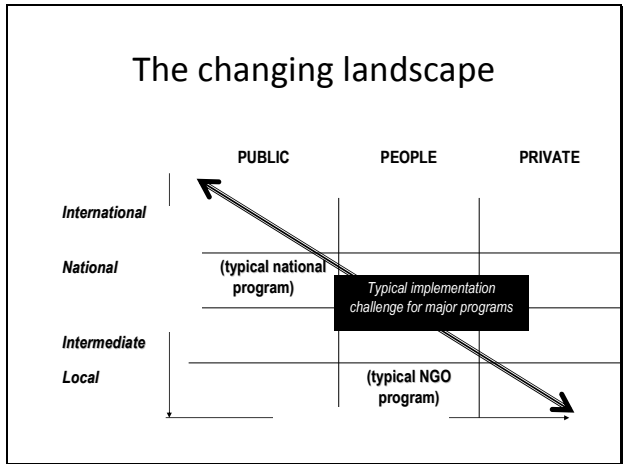 The changing landscape
PUBLIC PEOPLE PRIVATE
International
National
(typical national
program)
Typical implementation
challenge for major programs
Intermediate
Local
(typical NGO
program)